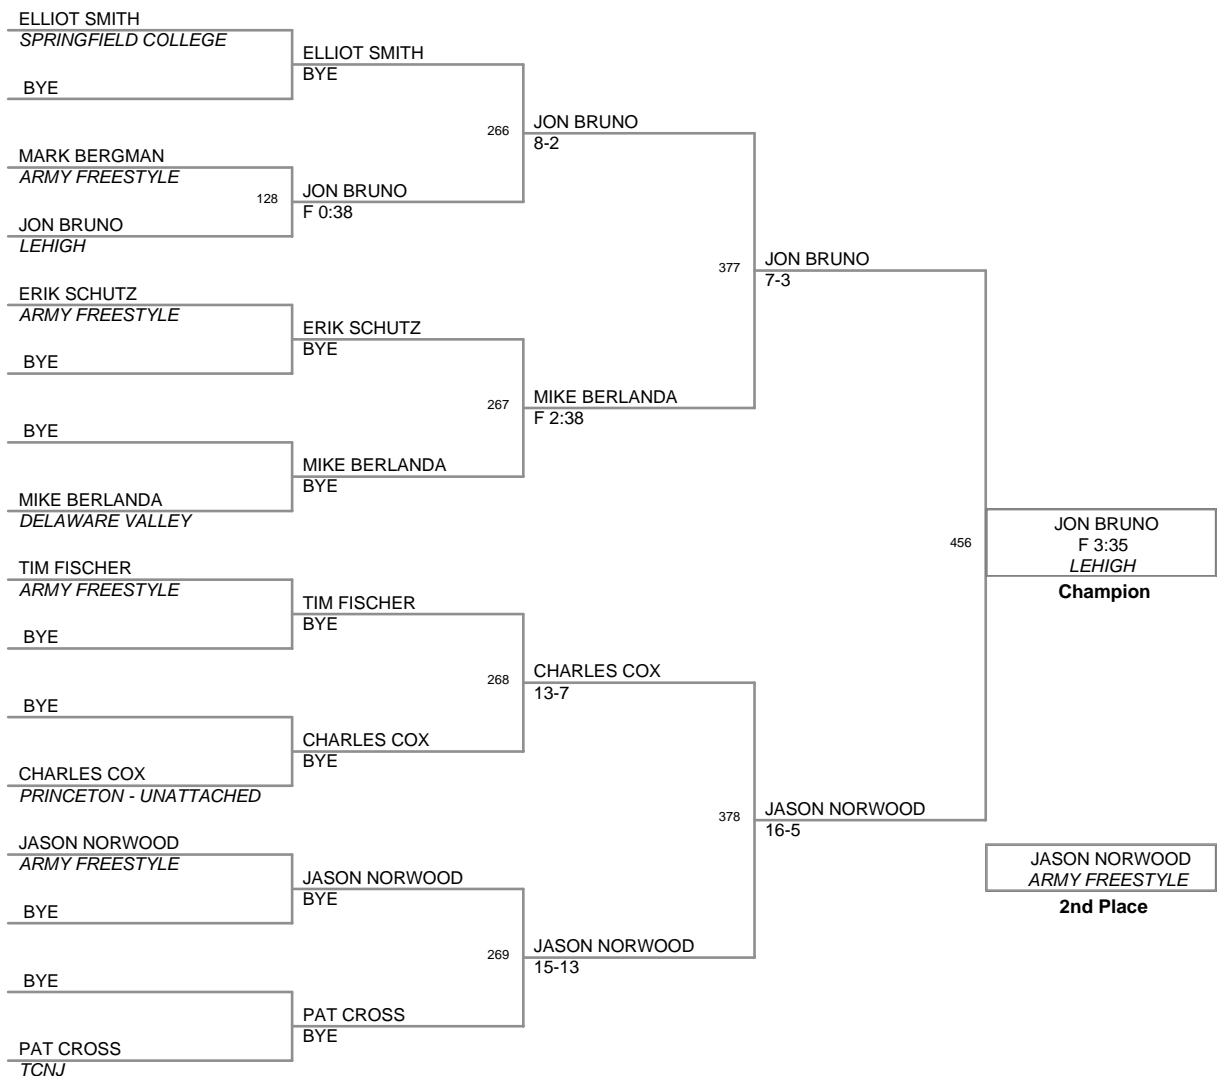 ELLIOT SMITH
SPRINGFIELD COLLEGE
BYE
MARK BERGMAN
ARMY FREESTYLE
128
JON BRUNO
LEHIGH
ERIK SCHUTZ
ARMY FREESTYLE
BYE
BYE
MIKE BERLANDA
DELAWARE VALLEY
TIM FISCHER
ARMY FREESTYLE
BYE
BYE
CHARLES COX
PRINCETON - UNATTACHED
JASON NORWOOD
ARMY FREESTYLE
BYE
BYE
PAT CROSS
TCNJ
ELLIOT SMITH
BYE
266
JON BRUNO
F 0:38
ERIK SCHUTZ
BYE
267
MIKE BERLANDA
BYE
TIM FISCHER
BYE
268
CHARLES COX
BYE
JASON NORWOOD
BYE
269
PAT CROSS
BYE
JON BRUNO
8-2
377
MIKE BERLANDA
F 2:38
CHARLES COX
13-7
378
JASON NORWOOD
15-13
JON BRUNO
7-3
456
JASON NORWOOD
16-5
JON BRUNO
F 3:35
LEHIGH
Champion
JASON NORWOOD
ARMY FREESTYLE
2nd Place